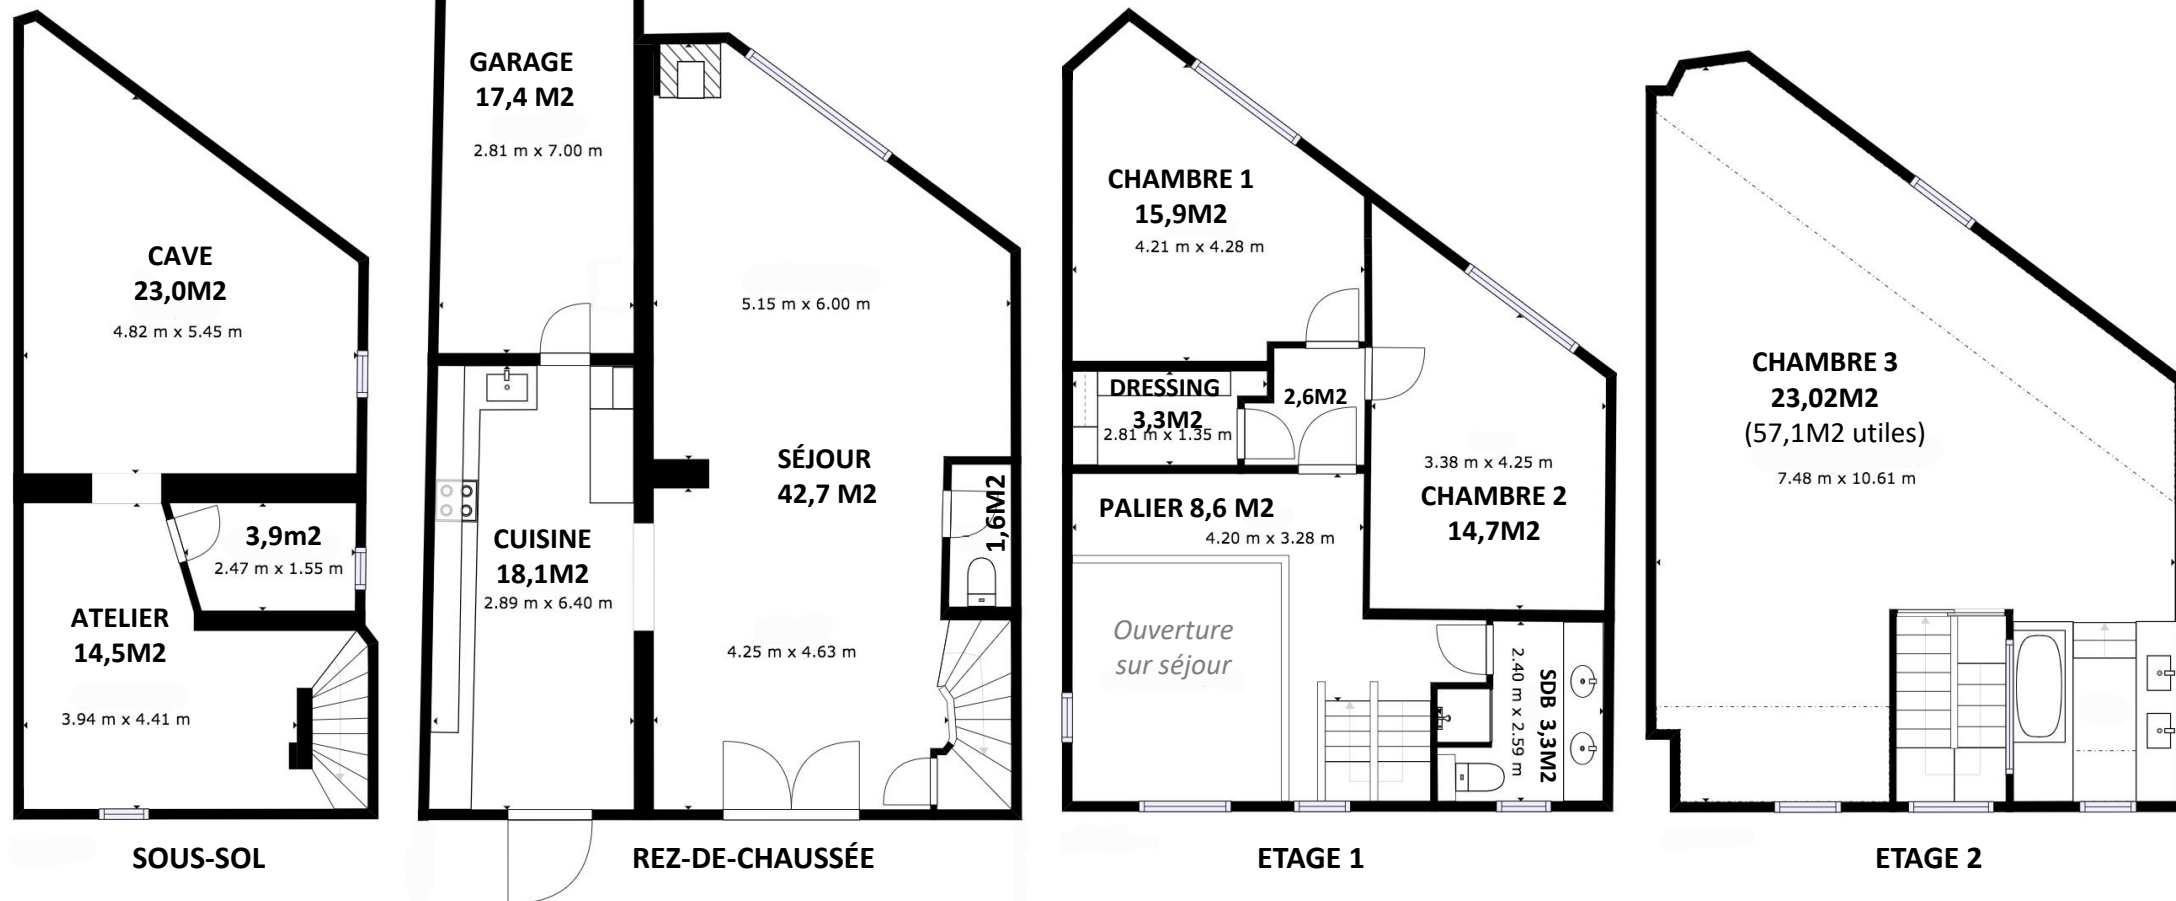 CAVE
23,0M2
4.82 m x 5.45 m
3,9m2
2.47 m x 1.55 m
ATELIER
14,5M2
3.94 m x 4.41 m
SOUS-SOL
GARAGE
17,4 M2
2.81 m x 7.00 m
5.15 m x 6.00 m
SÉJOUR
42,7 M2
1,6M2
CUISINE
18,1M2
2.89 m x 6.40 m
4.25 m x 4.63 m
REZ-DE-CHAUSSÉE
CHAMBRE 1
15,9M2
4.21 m x 4.28 m
DRESSING
3,3M2
2.81 m x 1.35 m
2,6M2
3.38 m x 4.25 m
CHAMBRE 2
14,7M2
PALIER 8,6 M2
4.20 m x 3.28 m
Ouverture
sur séjour
SDB 3,3M2
2.40 m x 2.59 m
ETAGE 1
CHAMBRE 3
23,02M2
(57,1M2 utiles)
7.48 m x 10.61 m
ETAGE 2